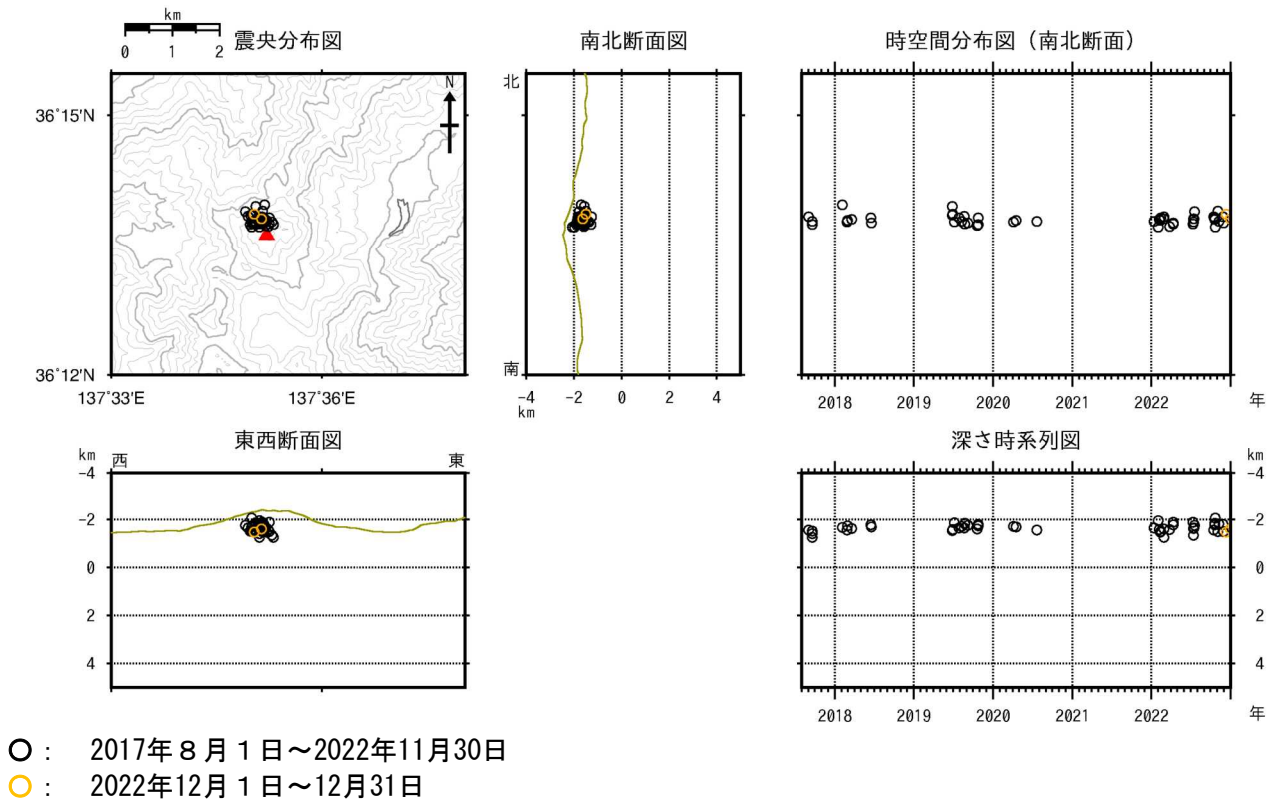 km
0 1 2
震央分布図
N
36°15'N
36°12'N
137°33'E 137°36'E
南北断面図
北
南
-4 -2 0 2 4
km
時空間分布図（南北断面）
2018 2019 2020 2021 2022 年
東西断面図
km
西 東
-4
-2
0
2
4
深さ時系列図
km
-4
-2
0
2
4
2018 2019 2020 2021 2022 年
○： 2017年８月１日～2022年11月30日
○： 2022年12月１日～12月31日